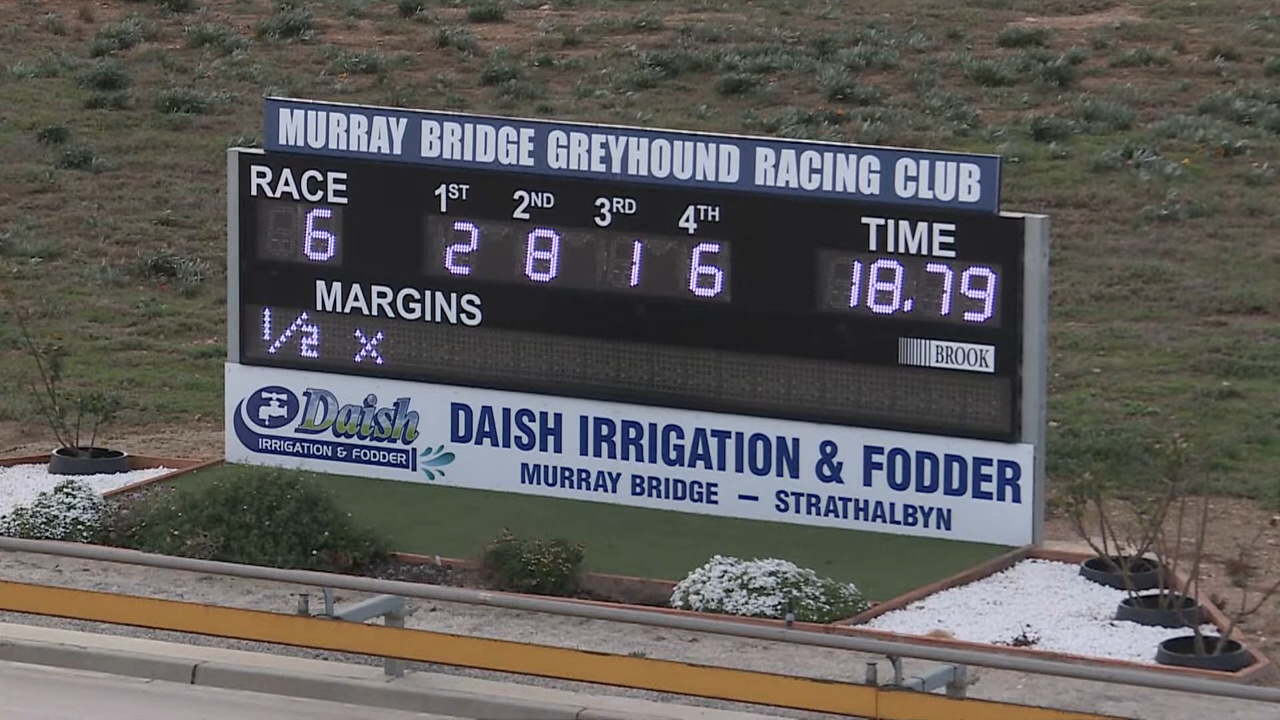 MURRAY BRIDGE GREYHOUND RACING CLUB
RACE 1ST 2ND 3RD 4TH TIME
6 2 8 1 6 18.79
MARGINS
1/2 X
BROOK
Daish
IRRIGATION & FODDER
DAISH IRRIGATION & FODDER
MURRAY BRIDGE – STRATHALBYN